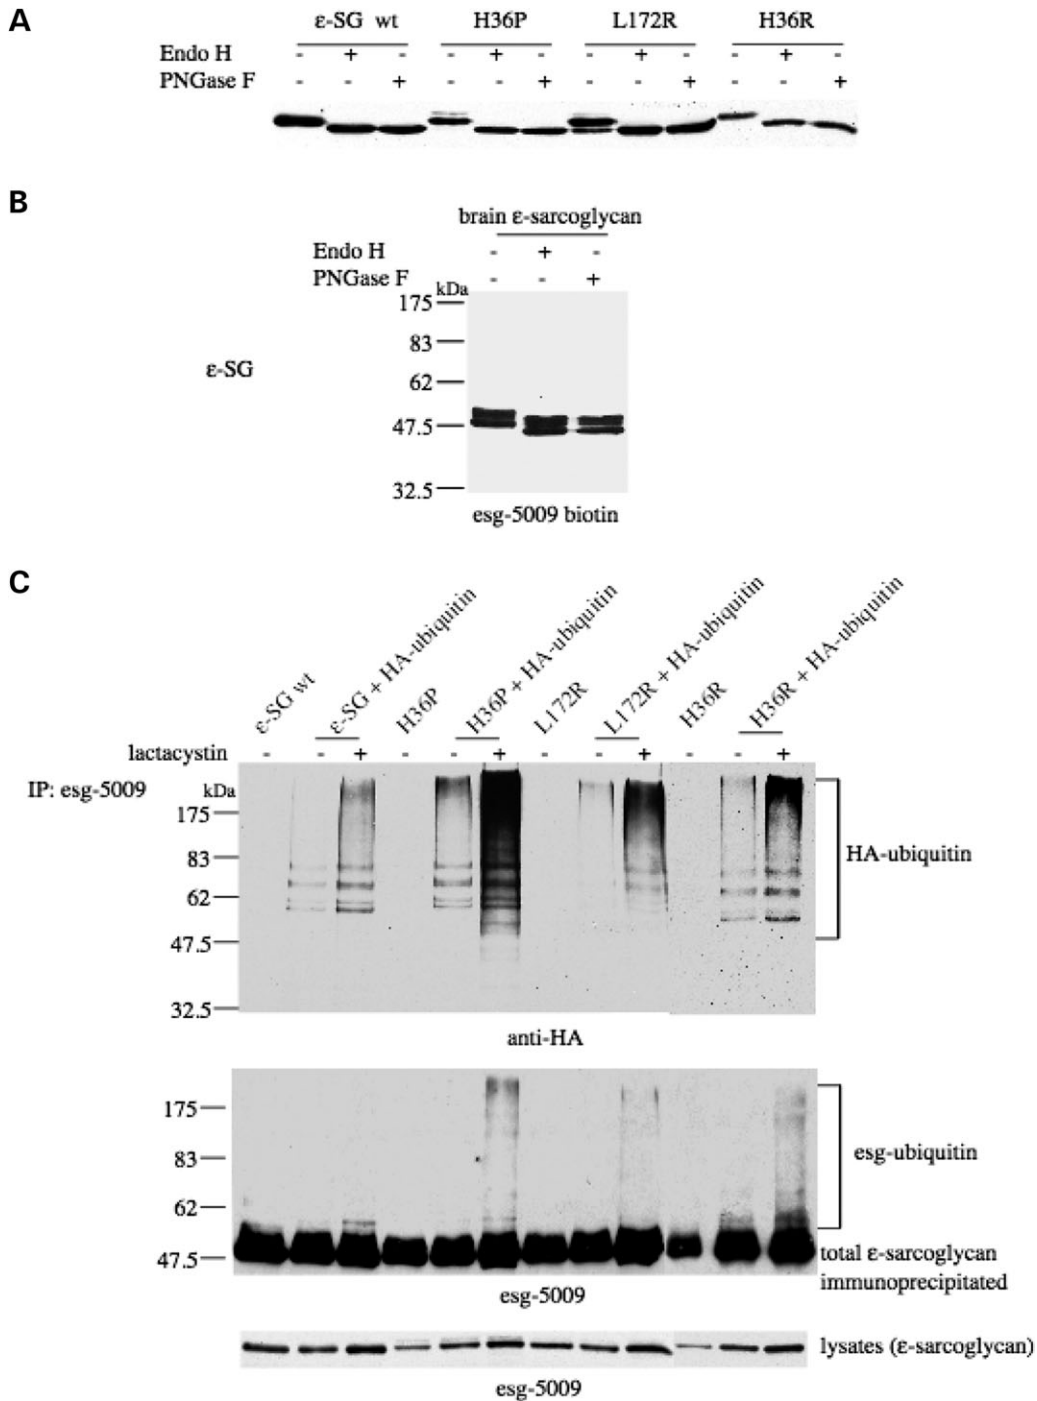 A
ε-SG wt H36P L172R H36R
Endo H - + - - + - - + - - + -
PNGase F - - + - - + - - + - - +
B
brain ε-sarcoglycan
Endo H - + -
PNGase F - - +
kDa
175
83
ε-SG
62
47.5
32.5
esg-5009 biotin
C
ε-SG wt ε-SG + HA-ubiquitin H36P H36P + HA-ubiquitin L172R L172R + HA-ubiquitin H36R H36R + HA-ubiquitin
lactacystin - - + - - + - - + - - +
IP: esg-5009 kDa
175
83 HA-ubiquitin
62
47.5
32.5
anti-HA
175
83 esg-ubiquitin
62
47.5 total ε-sarcoglycan
immunoprecipitated
esg-5009
lysates (ε-sarcoglycan)
esg-5009